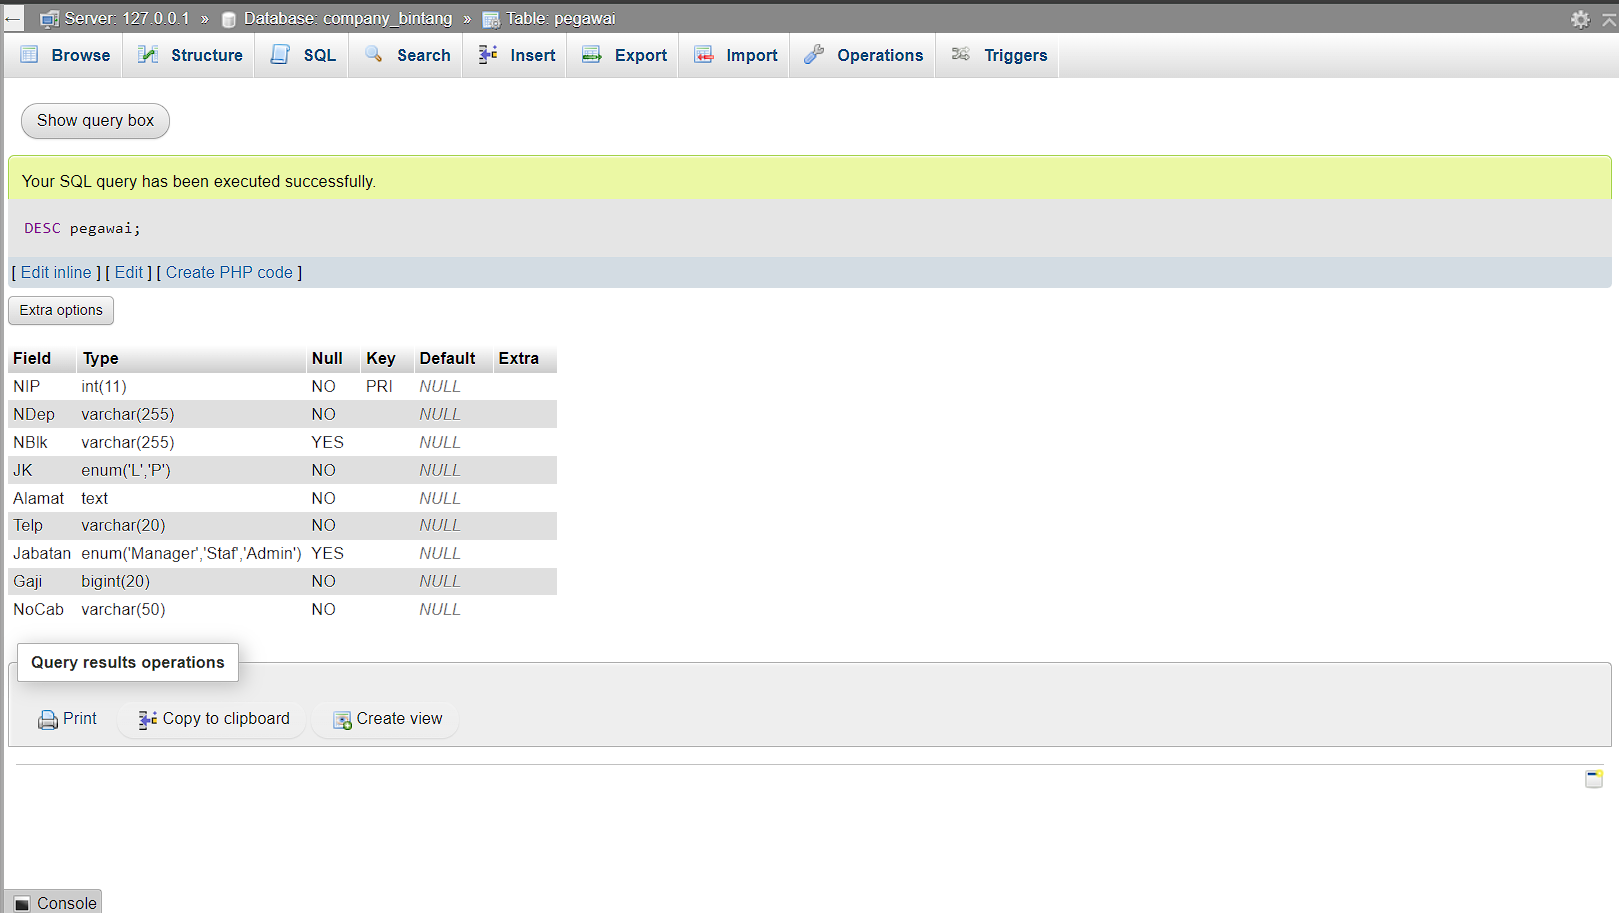 Server: 127.0.0.1 » Database: company_bintang » Table: pegawai
Browse Structure SQL Search Insert Export Import Operations Triggers
Show query box
Your SQL query has been executed successfully.
DESC pegawai;
[ Edit inline ] [ Edit ] [ Create PHP code ]
Extra options
Field Type Null Key Default Extra
NIP int(11) NO PRI NULL
NDep varchar(255) NO NULL
NBlk varchar(255) YES NULL
JK enum('L','P') NO NULL
Alamat text NO NULL
Telp varchar(20) NO NULL
Jabatan enum('Manager','Staf','Admin') YES NULL
Gaji bigint(20) NO NULL
NoCab varchar(50) NO NULL
Query results operations
Print Copy to clipboard Create view
Console